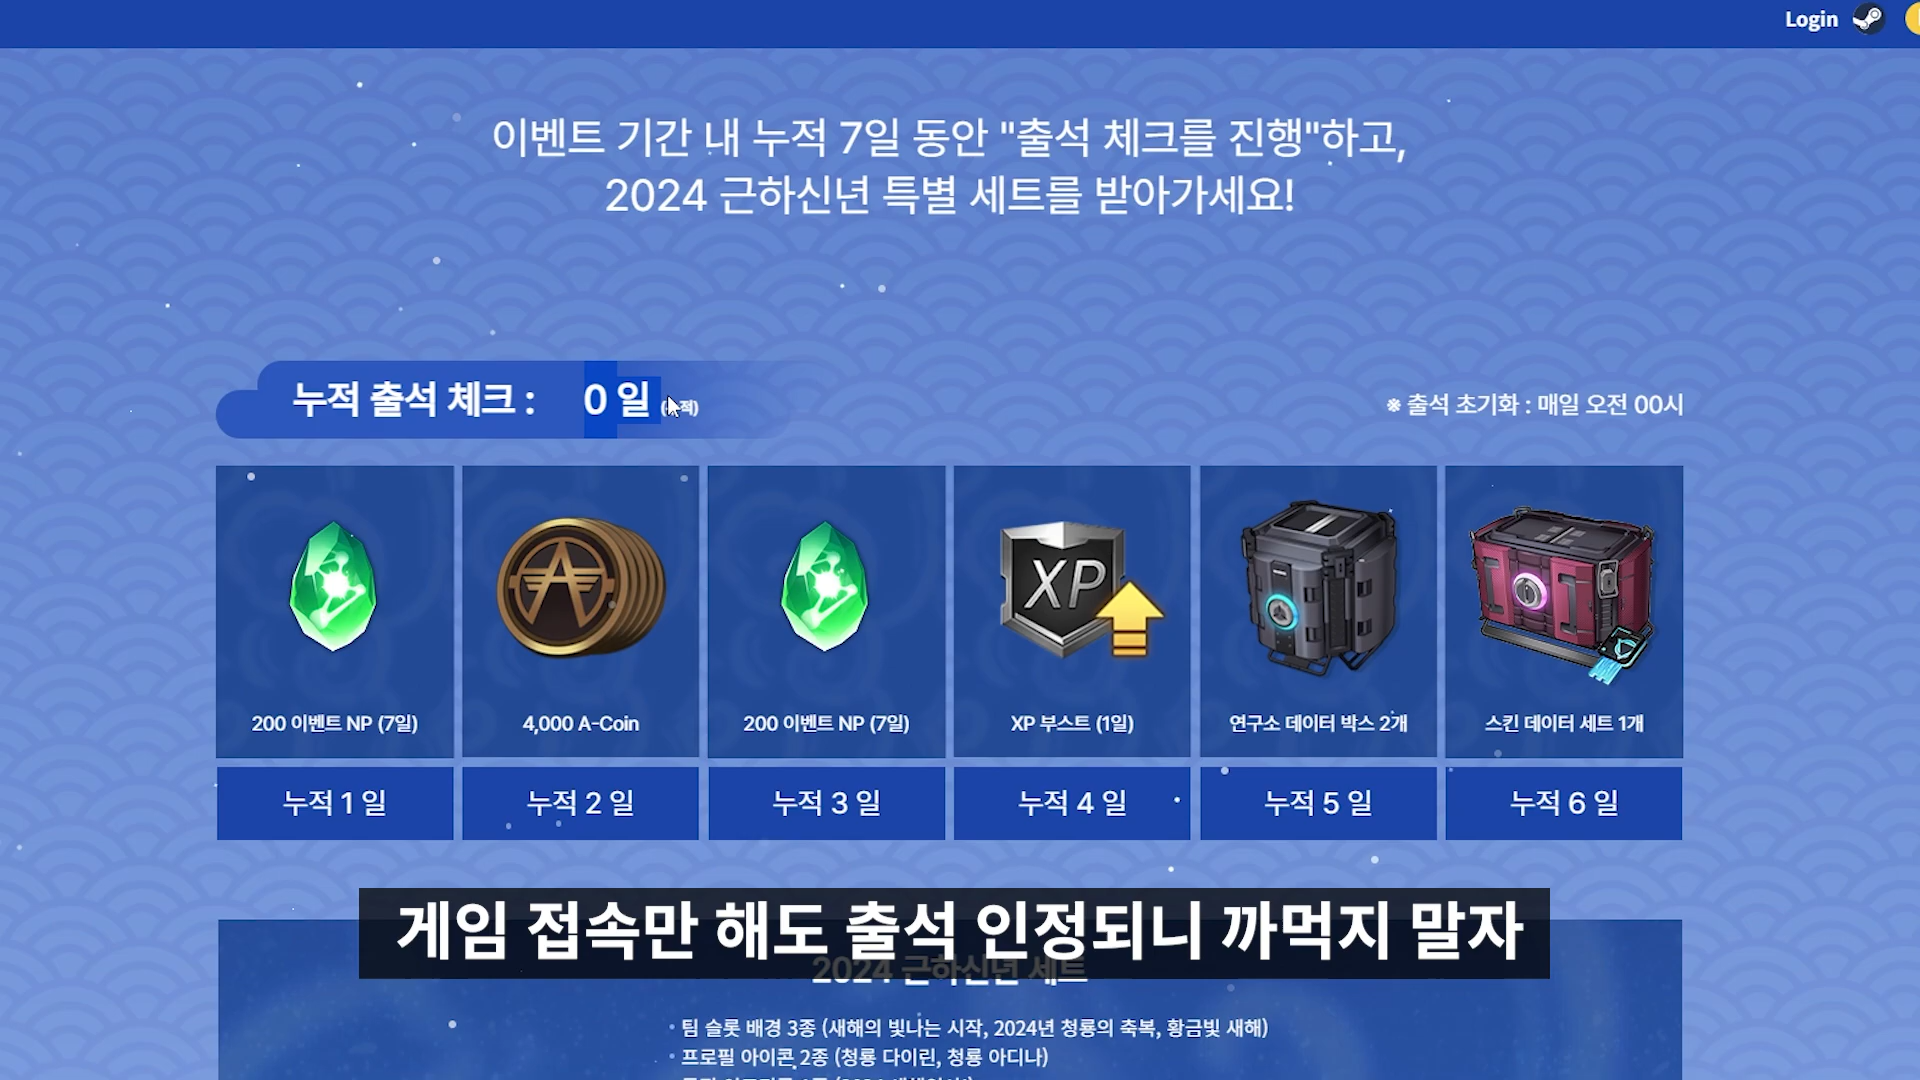 Login
이벤트 기간 내 누적 7일 동안 "출석 체크를 진행"하고,
2024 근하신년 특별 세트를 받아가세요!
누적 출석 체크 : 0 일
※ 출석 초기화 : 매일 오전 00시
200 이벤트 NP (7일)
4,000 A-Coin
200 이벤트 NP (7일)
XP
XP 부스트 (1일)
연구소 데이터 박스 2개
스킨 데이터 세트 1개
누적 1 일
누적 2 일
누적 3 일
누적 4 일
누적 5 일
누적 6 일
게임 접속만 해도 출석 인정되니 까먹지 말자
2024 근하신년 세트
• 팀 슬롯 배경 3종 (새해의 빛나는 시작, 2024년 청룡의 축복, 황금빛 새해)
• 프로필 아이콘 2종 (청룡 다이린, 청룡 아디나)